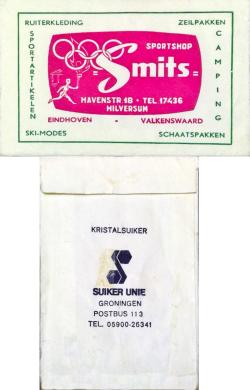 RUITERKLEDING ZEILPAKKEN
SPORTARTIKELEN
CAMPING
SPORTSHOP
Smits
HAVENSTR 18 • TEL 17436
HILVERSUM
EINDHOVEN - VALKENSWAARD
SKI-MODES SCHAATSPAKKEN
KRISTALSUIKER
SUIKER UNIE
GRONINGEN
POSTBUS 113
TEL. 05900-26341